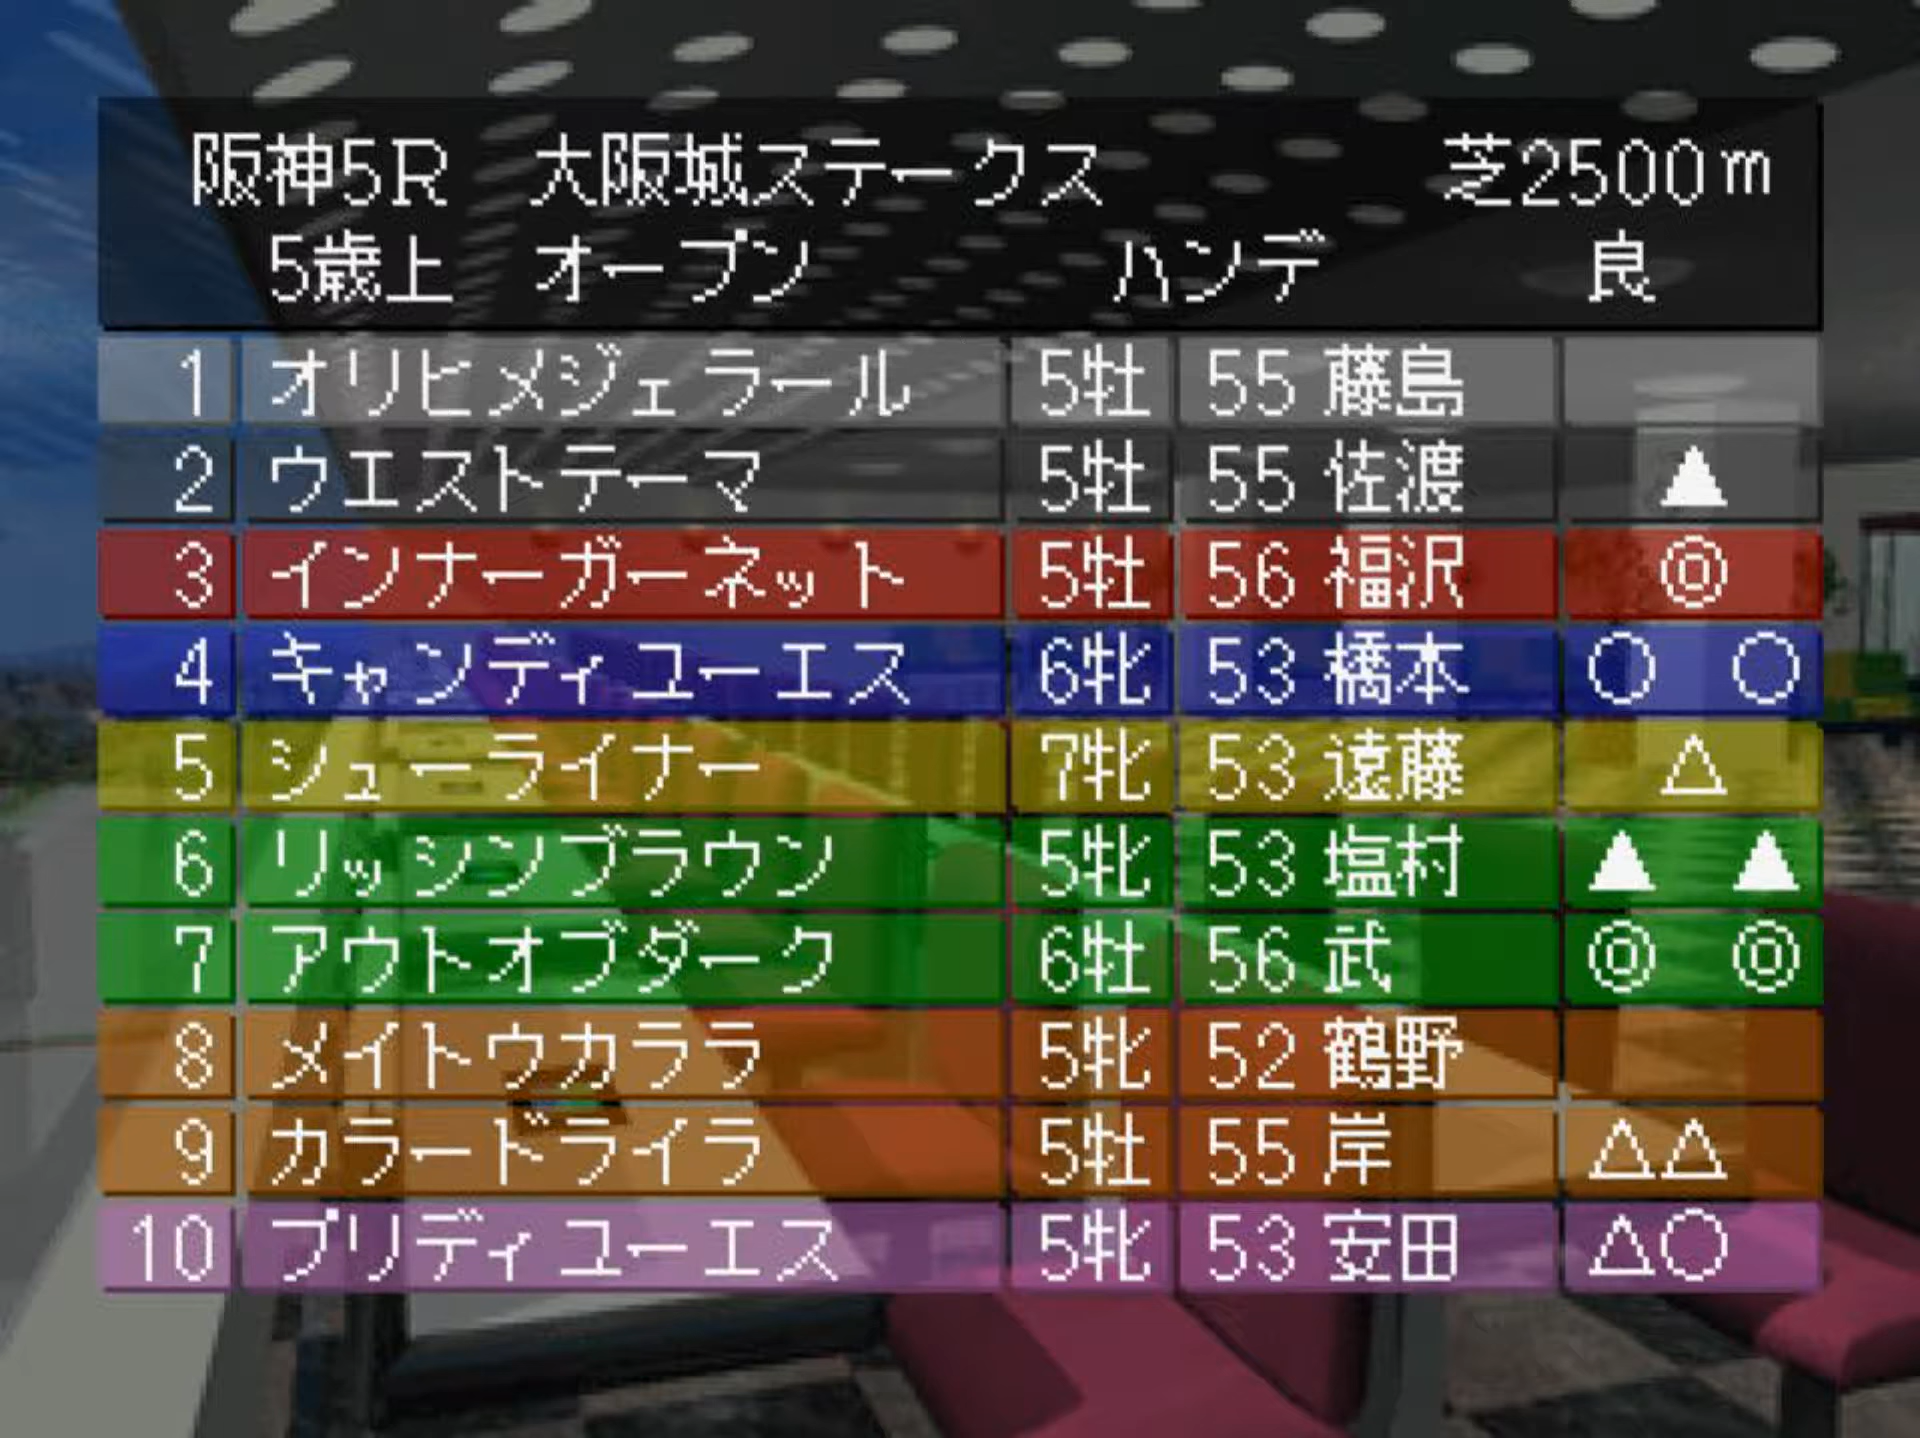 阪神5R 大阪城ステークス 芝2500m
5歳上 オープン ハンデ 良
1 オリヒメジェラール 5牡 55 藤島
2 ウエストテーマ 5牡 55 佐渡 ▲
3 インナーガーネット 5牡 56 福沢 ◎
4 キャンディユーエス 6牝 53 橋本 ○ ○
5 シューライナー 7牝 53 遠藤 △
6 リッシンブラウン 5牝 53 塩村 ▲ ▲
7 アウトオブダーク 6牡 56 武 ◎ ◎
8 メイトウカララ 5牝 52 鶴野
9 カラードライラ 5牡 55 岸 △△
10 プリディユーエス 5牝 53 安田 △○